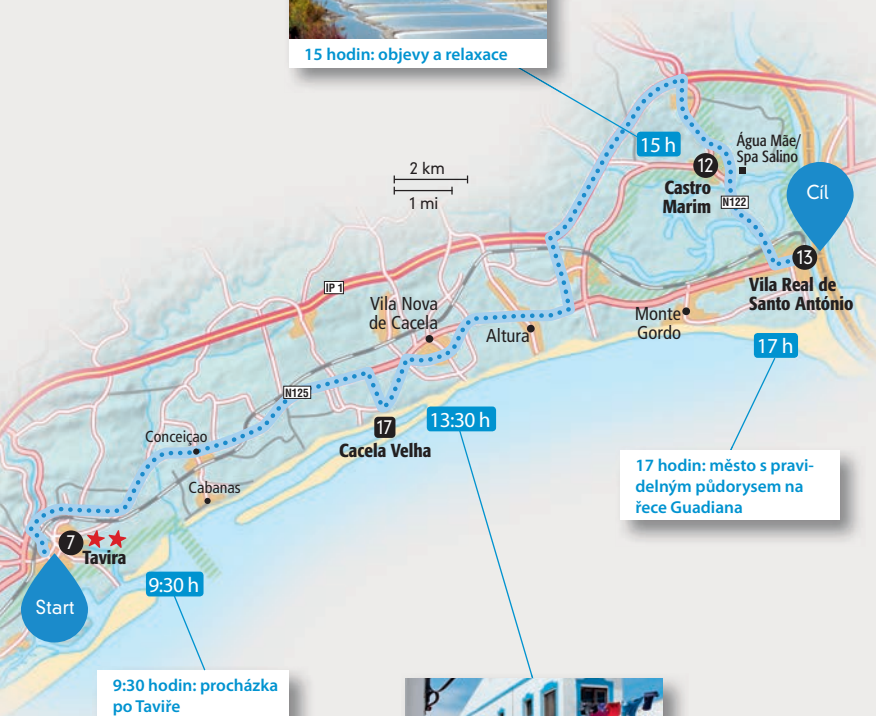 15 hodin: objevy a relaxace
15 h
12
Água Mãe/
Spa Salino
2 km
1 mi
Castro
Marim
N122
Cíl
13
Vila Real de
Santo António
IP 1
Vila Nova
de Cacela
Altura
Monte
Gordo
17 h
N125
17
13:30 h
Cacela Velha
Conceiçao
17 hodin: město s pravi-
delným půdorysem na
řece Guadiana
Cabanas
7
Tavira
9:30 h
Start
9:30 hodin: procházka
po Taviře